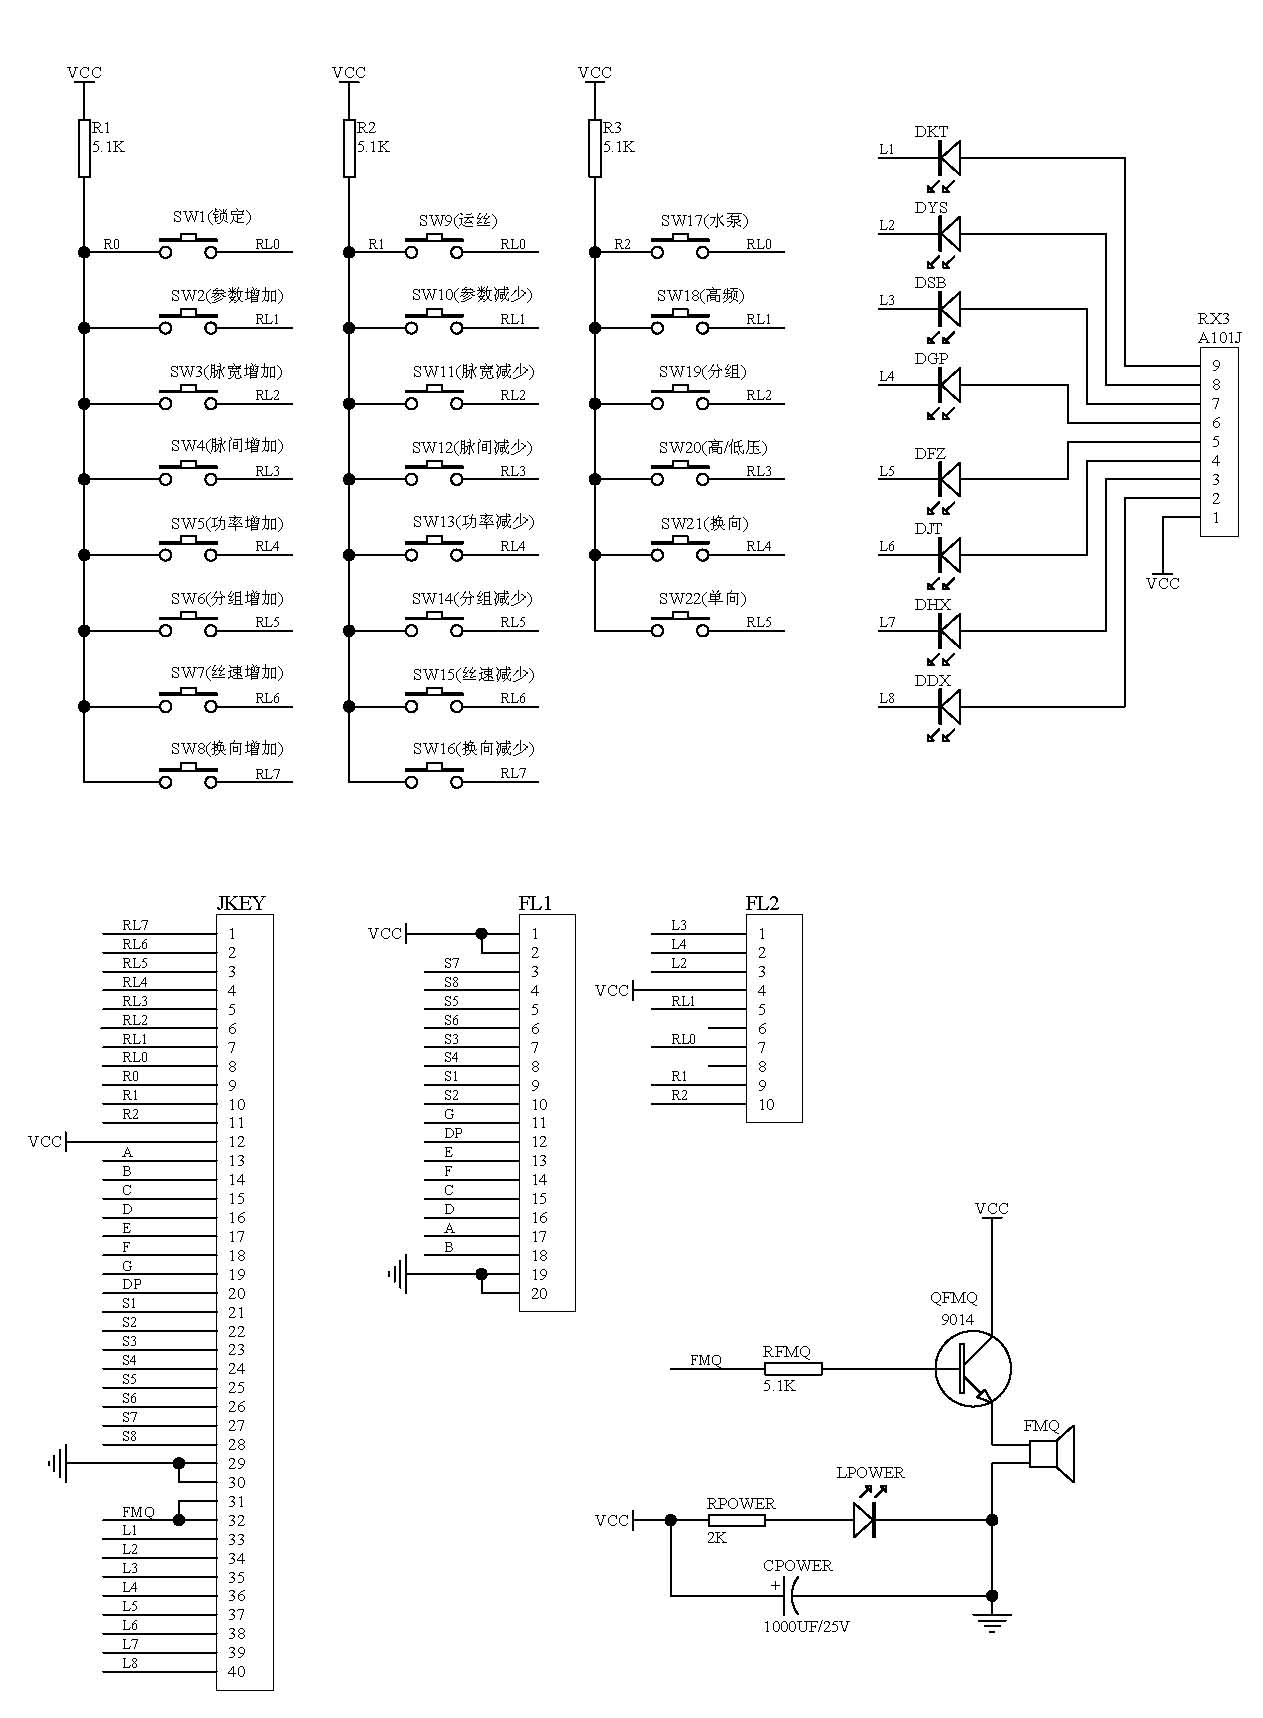 VCC
R1
5.1K
SW1(锁定)
R0
RL0
SW2(参数增加)
RL1
SW3(脉宽增加)
RL2
SW4(脉间增加)
RL3
SW5(功率增加)
RL4
SW6(分组增加)
RL5
SW7(丝速增加)
RL6
SW8(换向增加)
RL7
VCC
R2
5.1K
SW9(运丝)
R1
RL0
SW10(参数减少)
RL1
SW11(脉宽减少)
RL2
SW12(脉间减少)
RL3
SW13(功率减少)
RL4
SW14(分组减少)
RL5
SW15(丝速减少)
RL6
SW16(换向减少)
RL7
VCC
R3
5.1K
SW17(水泵)
R2
RL0
SW18(高频)
RL1
SW19(分组)
RL2
SW20(高/低压)
RL3
SW21(换向)
RL4
SW22(单向)
RL5
DKT
L1
DYS
L2
DSB
L3
DGP
L4
DFZ
L5
DJT
L6
DHX
L7
DDX
L8
RX3
A101J
9
8
7
6
5
4
3
2
1
VCC
JKEY
RL7 1
RL6 2
RL5 3
RL4 4
RL3 5
RL2 6
RL1 7
RL0 8
R0 9
R1 10
R2 11
VCC 12
A 13
B 14
C 15
D 16
E 17
F 18
G 19
DP 20
S1 21
S2 22
S3 23
S4 24
S5 25
S6 26
S7 27
S8 28
29
30
31
FMQ 32
L1 33
L2 34
L3 35
L4 36
L5 37
L6 38
L7 39
L8 40
FL1
VCC 1
2
S7 3
S8 4
S5 5
S6 6
S3 7
S4 8
S1 9
S2 10
G 11
DP 12
E 13
F 14
C 15
D 16
A 17
B 18
19
20
FL2
L3 1
L4 2
L2 3
VCC 4
RL1 5
6
RL0 7
8
R1 9
R2 10
VCC
QFMQ
9014
FMQ
RFMQ
5.1K
FMQ
LPOWER
VCC
RPOWER
2K
CPOWER
+
1000UF/25V